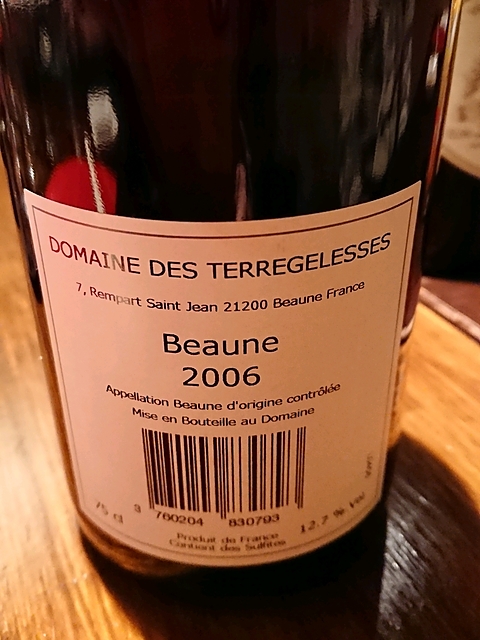 DOMAINE DES TERREGELESSES
7, Rempart Saint Jean 21200 Beaune France
Beaune
2006
Appellation Beaune d'origine contrôlée
Mise en Bouteille au Domaine
3 760204 830793
75 cl
12.7 % Vol
Produit de France
Contient des Sulfites